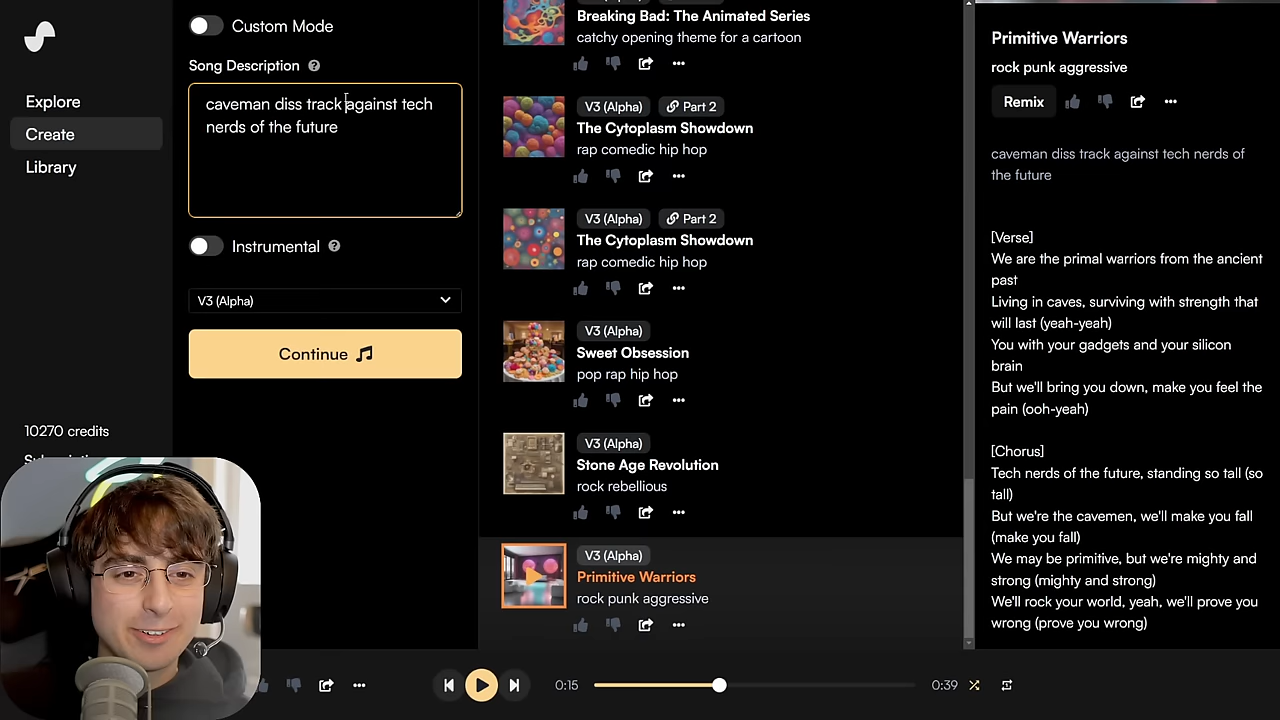 Custom Mode
Song Description
caveman diss track against tech
nerds of the future
Instrumental
V3 (Alpha)
Continue
Explore
Create
Library
10270 credits
Breaking Bad: The Animated Series
catchy opening theme for a cartoon
V3 (Alpha) Part 2
The Cytoplasm Showdown
rap comedic hip hop
V3 (Alpha) Part 2
The Cytoplasm Showdown
rap comedic hip hop
V3 (Alpha)
Sweet Obsession
pop rap hip hop
V3 (Alpha)
Stone Age Revolution
rock rebellious
V3 (Alpha)
Primitive Warriors
rock punk aggressive
Primitive Warriors
rock punk aggressive
Remix
caveman diss track against tech nerds of
the future
[Verse]
We are the primal warriors from the ancient
past
Living in caves, surviving with strength that
will last (yeah-yeah)
You with your gadgets and your silicon
brain
But we'll bring you down, make you feel the
pain (ooh-yeah)
[Chorus]
Tech nerds of the future, standing so tall (so
tall)
But we're the cavemen, we'll make you fall
(make you fall)
We may be primitive, but we're mighty and
strong (mighty and strong)
We'll rock your world, yeah, we'll prove you
wrong (prove you wrong)
0:15
0:39